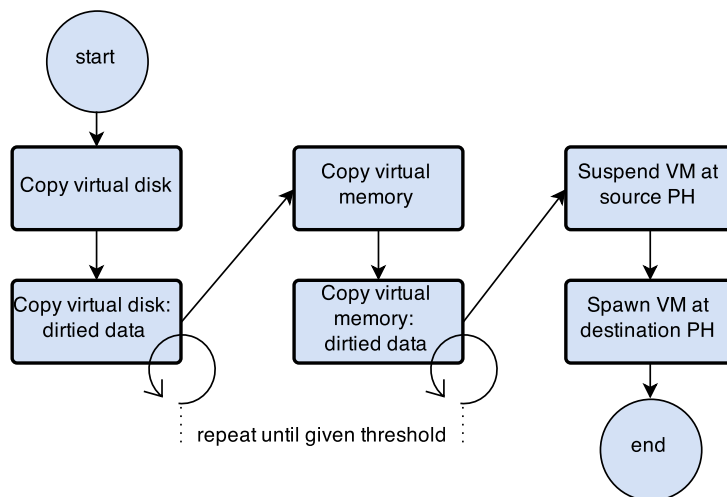 start
Copy virtual disk
Copy virtual disk:
dirtied data
Copy virtual
memory
Copy virtual
memory:
dirtied data
Suspend VM at
source PH
Spawn VM at
destination PH
end
repeat until given threshold